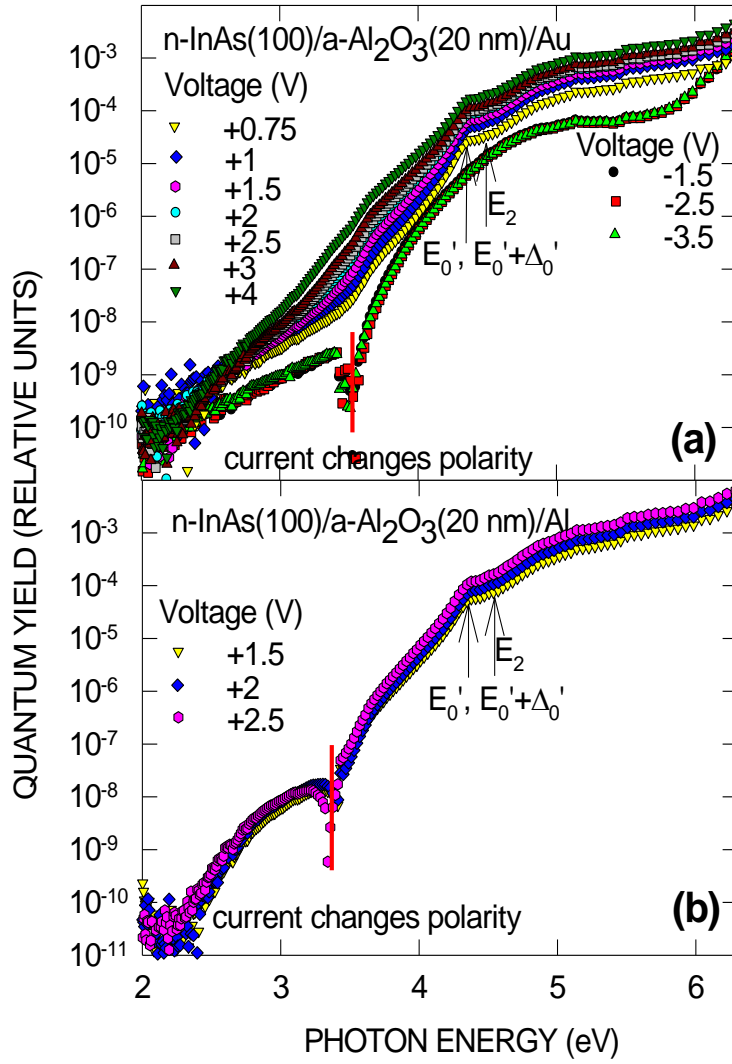 n-InAs(100)/a-Al₂O₃(20 nm)/Au
Voltage (V)
+0.75
+1
+1.5
+2
+2.5
+3
+4
Voltage (V)
-1.5
-2.5
-3.5
E₂
E₀', E₀'+Δ₀'
(a)
current changes polarity
10⁻³
10⁻⁴
10⁻⁵
10⁻⁶
10⁻⁷
10⁻⁸
10⁻⁹
10⁻¹⁰
QUANTUM YIELD (RELATIVE UNITS)
n-InAs(100)/a-Al₂O₃(20 nm)/Al
Voltage (V)
+1.5
+2
+2.5
E₂
E₀', E₀'+Δ₀'
(b)
current changes polarity
10⁻³
10⁻⁴
10⁻⁵
10⁻⁶
10⁻⁷
10⁻⁸
10⁻⁹
10⁻¹⁰
10⁻¹¹
2 3 4 5 6
PHOTON ENERGY (eV)